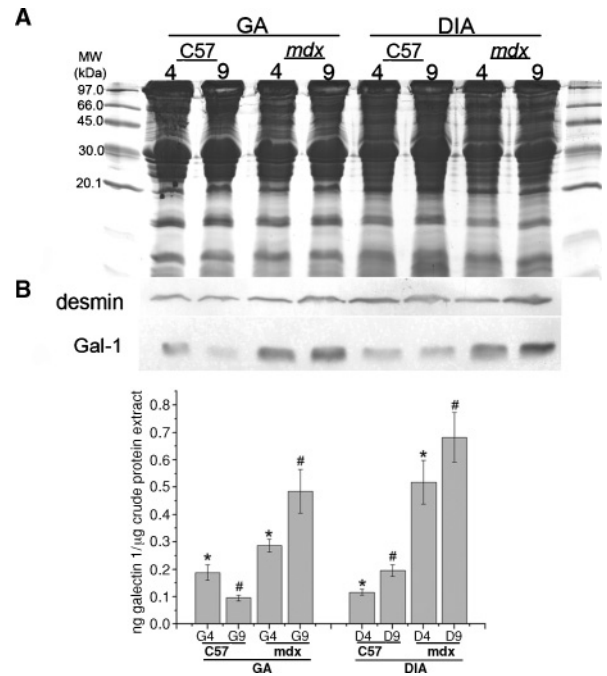 A
GA DIA
C57 mdx C57 mdx
MW
(kDa)
4 9 4 9 4 9 4 9
97.0
66.0
45.0
30.0
20.1
B
desmin
Gal-1
ng galectin 1/µg crude protein extract
0.8
0.7
0.6
0.5
0.4
0.3
0.2
0.1
0.0
* # * # * # * #
G4 G9 G4 G9 D4 D9 D4 D9
C57 mdx C57 mdx
GA DIA